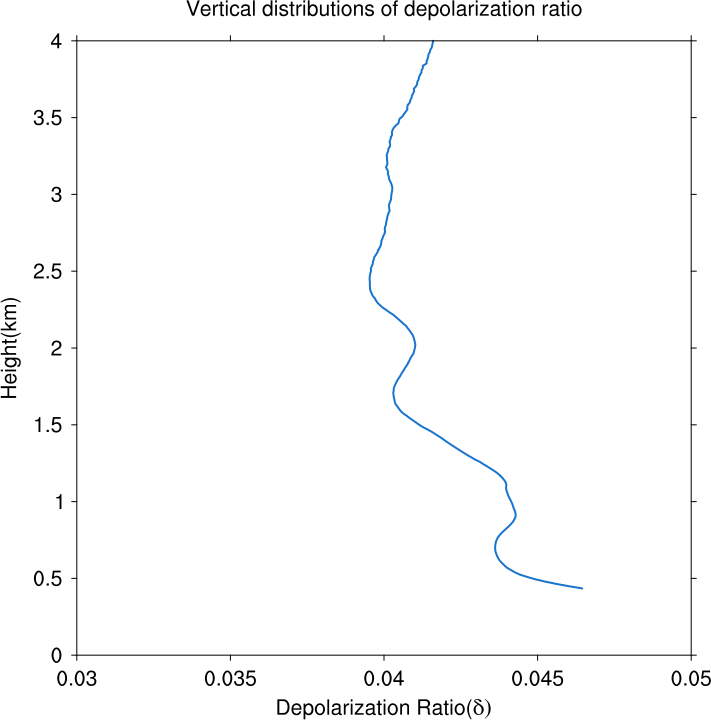 Vertical distributions of depolarization ratio
4
3.5
3
2.5
2
1.5
1
0.5
0
Height(km)
0.03 0.035 0.04 0.045 0.05
Depolarization Ratio(δ)